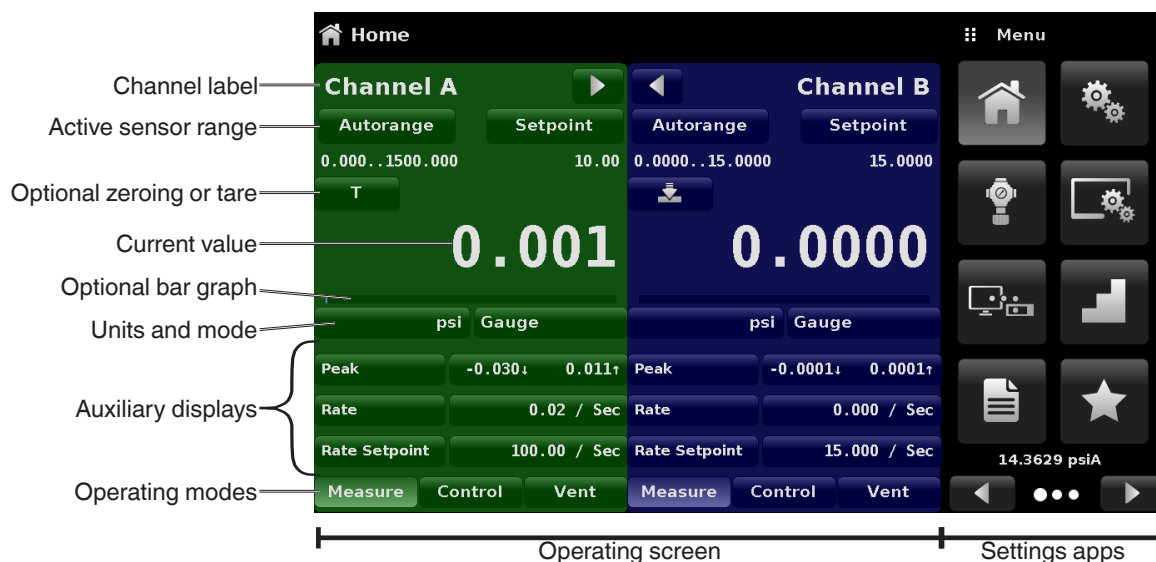 Home
Menu
Channel label
Channel A
Channel B
Active sensor range
Autorange
Setpoint
Autorange
Setpoint
0.000..1500.000
10.00
0.0000..15.0000
15.0000
Optional zeroing or tare
T
Current value
0.001
0.0000
Optional bar graph
Units and mode
psi
Gauge
psi
Gauge
Auxiliary displays
Peak
-0.030↓
0.011↑
Peak
-0.0001↓
0.0001↑
Rate
0.02 / Sec
Rate
0.000 / Sec
Rate Setpoint
100.00 / Sec
Rate Setpoint
15.000 / Sec
14.3629 psiA
Operating modes
Measure
Control
Vent
Measure
Control
Vent
Operating screen
Settings apps